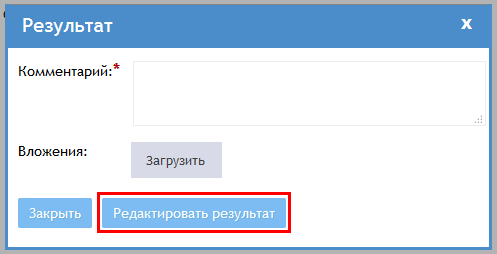 Результат x
Комментарий:*
Вложения: Загрузить
Закрыть Редактировать результат